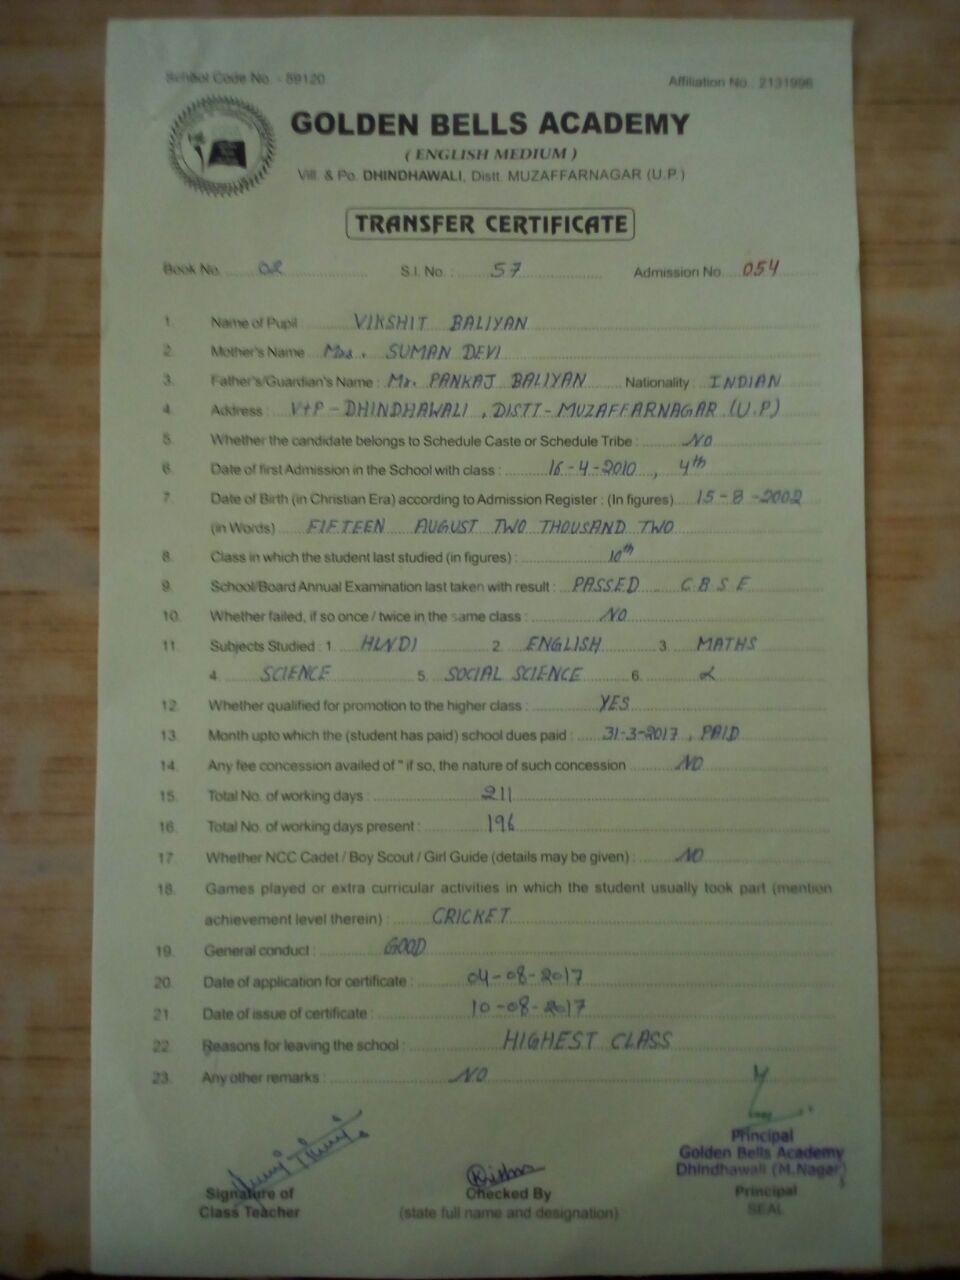 School Code No. - 59120
Affiliation No. 2131996
GOLDEN BELLS ACADEMY
( ENGLISH MEDIUM )
Vill. & Po. DHINDHAWALI, Distt. MUZAFFARNAGAR (U.P.)
TRANSFER CERTIFICATE
Book No. 02 S.I. No. : 57 Admission No. 054
1. Name of Pupil VIKSHIT BALIYAN
2. Mother's Name Mrs. SUMAN DEVI
3. Father's/Guardian's Name : Mr. PANKAJ BALIYAN Nationality : INDIAN
4. Address : V+P - DHINDHAWALI, DISTT - MUZAFFARNAGAR (U.P)
5. Whether the candidate belongs to Schedule Caste or Schedule Tribe : NO
6. Date of first Admission in the School with class : 16-4-2010, 4th
7. Date of Birth (in Christian Era) according to Admission Register : (In figures) 15-8-2002
(in Words) FIFTEEN AUGUST TWO THOUSAND TWO
8. Class in which the student last studied (in figures) : 10th
9. School/Board Annual Examination last taken with result : PASSED C.B.S.E
10. Whether failed, if so once / twice in the same class : NO
11. Subjects Studied : 1. HINDI 2. ENGLISH 3. MATHS
4. SCIENCE 5. SOCIAL SCIENCE 6.
12. Whether qualified for promotion to the higher class : YES
13. Month upto which the (student has paid) school dues paid : 31-3-2017, PAID
14. Any fee concession availed of " if so, the nature of such concession NO
15. Total No. of working days : 211
16. Total No. of working days present : 196
17. Whether NCC Cadet / Boy Scout / Girl Guide (details may be given) : NO
18. Games played or extra curricular activities in which the student usually took part (mention
achievement level therein) : CRICKET
19. General conduct : GOOD
20. Date of application for certificate : 04-08-2017
21. Date of issue of certificate : 10-08-2017
22. Reasons for leaving the school : HIGHEST CLASS
23. Any other remarks : NO
Principal
Golden Bells Academy
Dhindhawali (M.Nagar)
Signature of
Class Teacher
Checked By
(state full name and designation)
Principal
SEAL